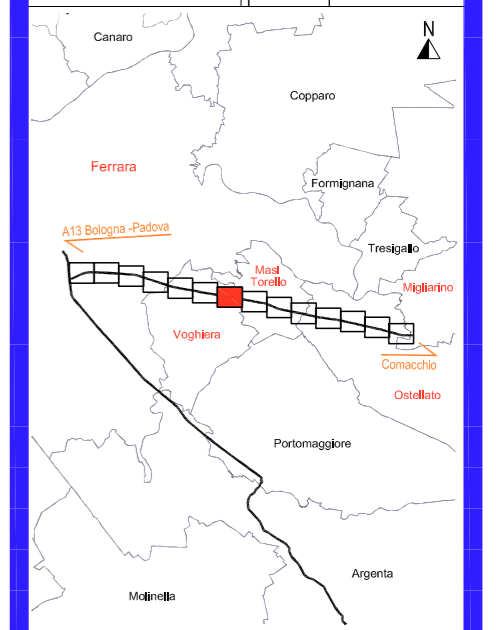 Canaro
N
Copparo
Ferrara
Formignana
A13 Bologna -Padova
Tresigallo
Masi
Torello
Migliarino
Voghiera
Comacchio
Ostellato
Portomaggiore
Argenta
Molinella